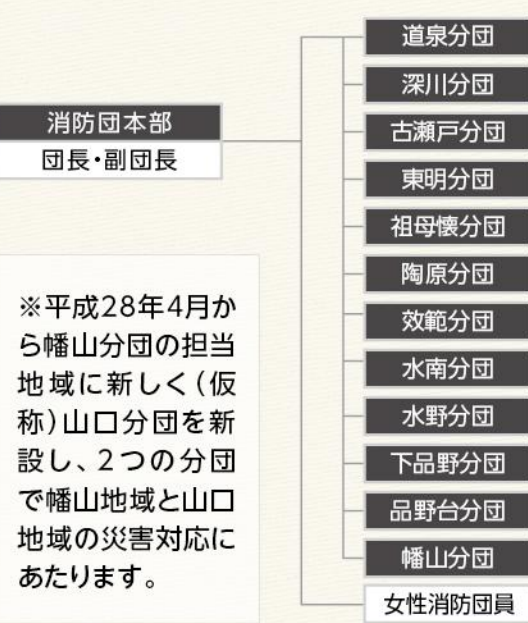 消防団本部
団長・副団長
道泉分団
深川分団
古瀬戸分団
東明分団
祖母懐分団
陶原分団
效範分団
水南分団
水野分団
下品野分団
品野台分団
幡山分団
女性消防団員
※平成28年4月か
ら幡山分団の担当
地域に新しく(仮
称)山口分団を新
設し、2つの分団
で幡山地域と山口
地域の災害対応に
あたります。